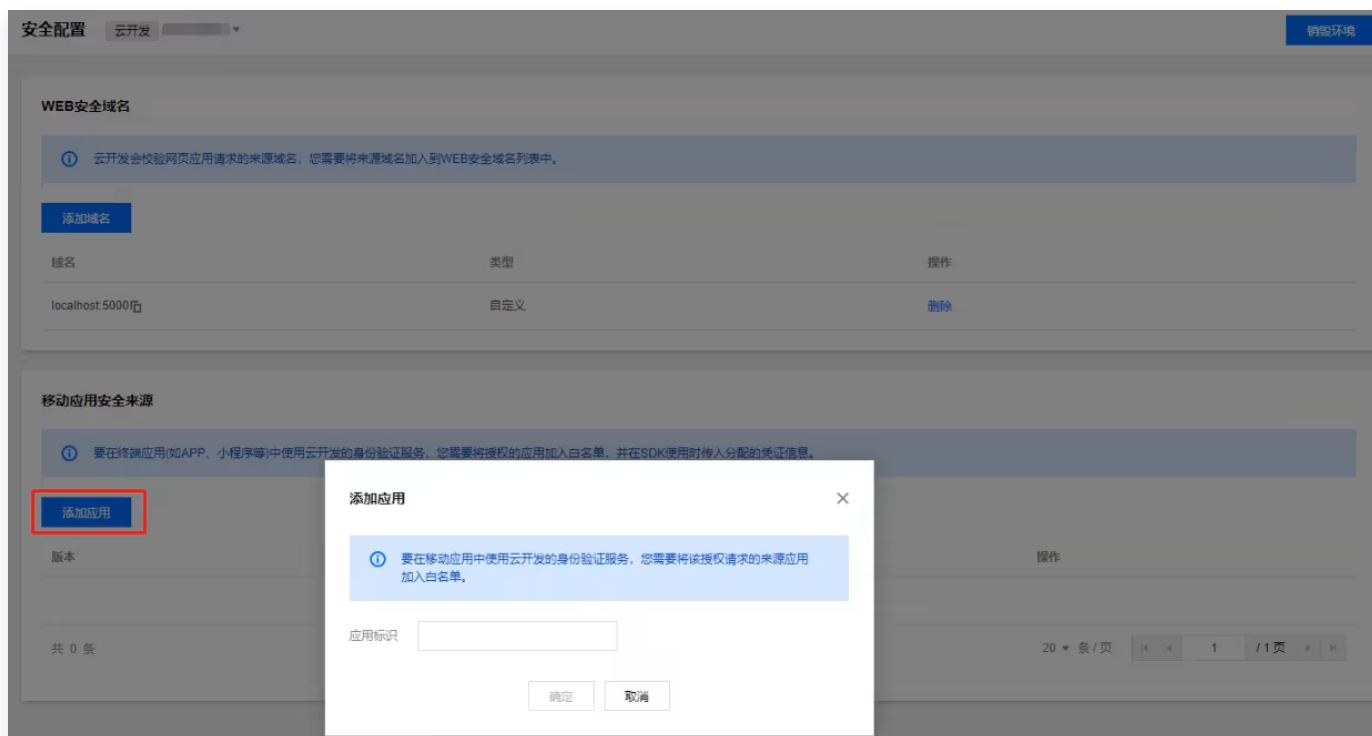 安全配置 云开发 销毁环境
WEB安全域名
云开发会校验网页应用请求的来源域名，您需要将来源域名加入到WEB安全域名列表中。
添加域名
域名 类型 操作
localhost:5000 自定义 删除
移动应用安全来源
要在终端应用(如APP、小程序等)中使用云开发的身份验证服务，您需要将授权的应用加入白名单，并在SDK使用时传入分配的凭证信息。
添加应用
版本 操作
共 0 条 20 条 / 页 1 / 1 页
添加应用
要在移动应用中使用云开发的身份验证服务，您需要将该授权请求的来源应用
加入白名单。
应用标识
确定 取消